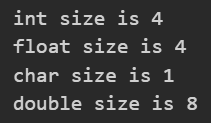 int size is 4
float size is 4
char size is 1
double size is 8